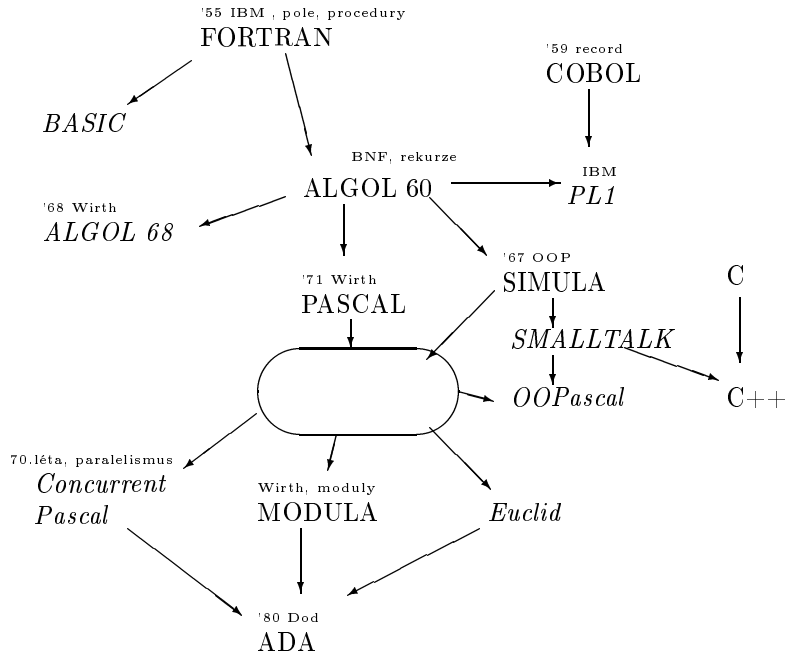 '55 IBM , pole, procedury
FORTRAN
'59 record
COBOL
BASIC
BNF, rekurze
ALGOL 60
IBM
PL1
'68 Wirth
ALGOL 68
'67 OOP
SIMULA
C
'71 Wirth
PASCAL
SMALLTALK
OOPascal
C++
70.léta, paralelismus
Concurrent
Pascal
Wirth, moduly
MODULA
Euclid
'80 Dod
ADA